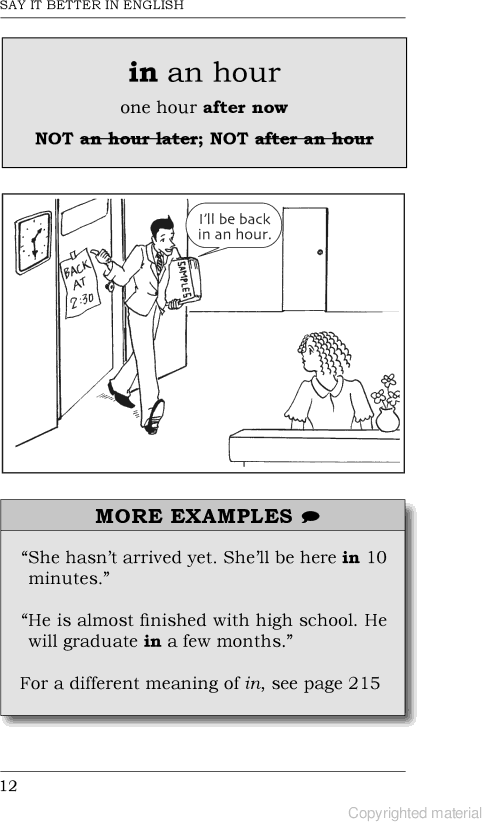 SAY IT BETTER IN ENGLISH
in an hour
one hour after now
NOT an hour later; NOT after an hour
I'll be back
in an hour.
BACK
AT
2:30
SAMPLES
MORE EXAMPLES
“She hasn't arrived yet. She'll be here in 10
minutes.”
“He is almost finished with high school. He
will graduate in a few months.”
For a different meaning of in, see page 215
12
Copyrighted material